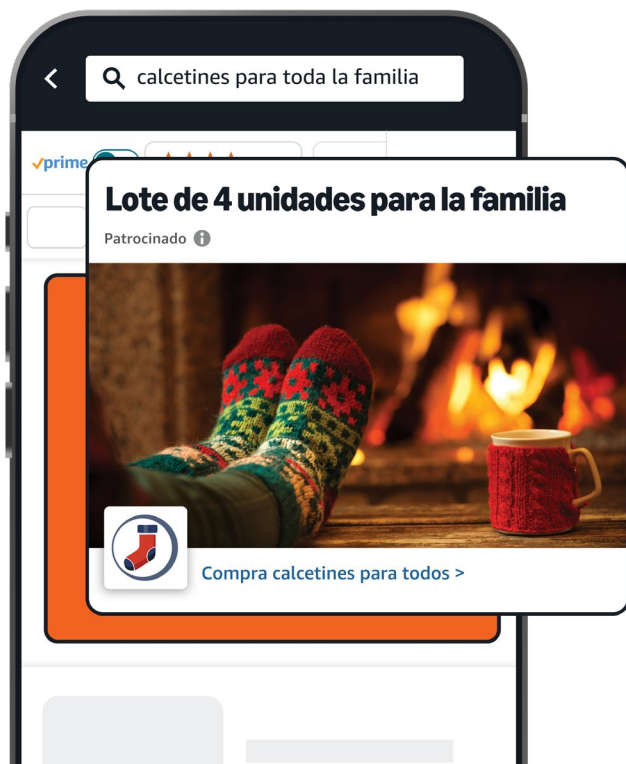 calcetines para toda la familia
prime
Lote de 4 unidades para la familia
Patrocinado i
Compra calcetines para todos >